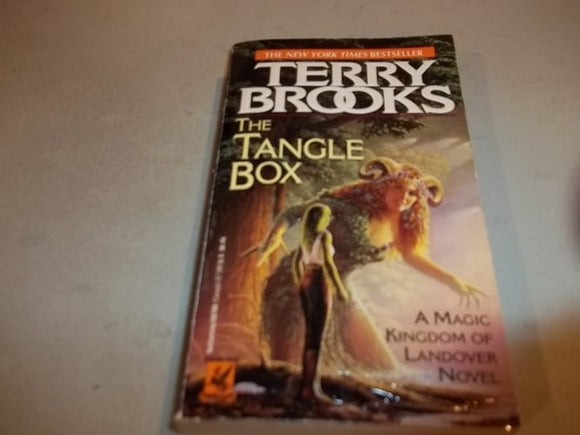 THE NEW YORK TIMES BESTSELLER
TERRY
BROOKS
THE
TANGLE
BOX
A MAGIC
KINGDOM OF
LANDOVER
NOVEL